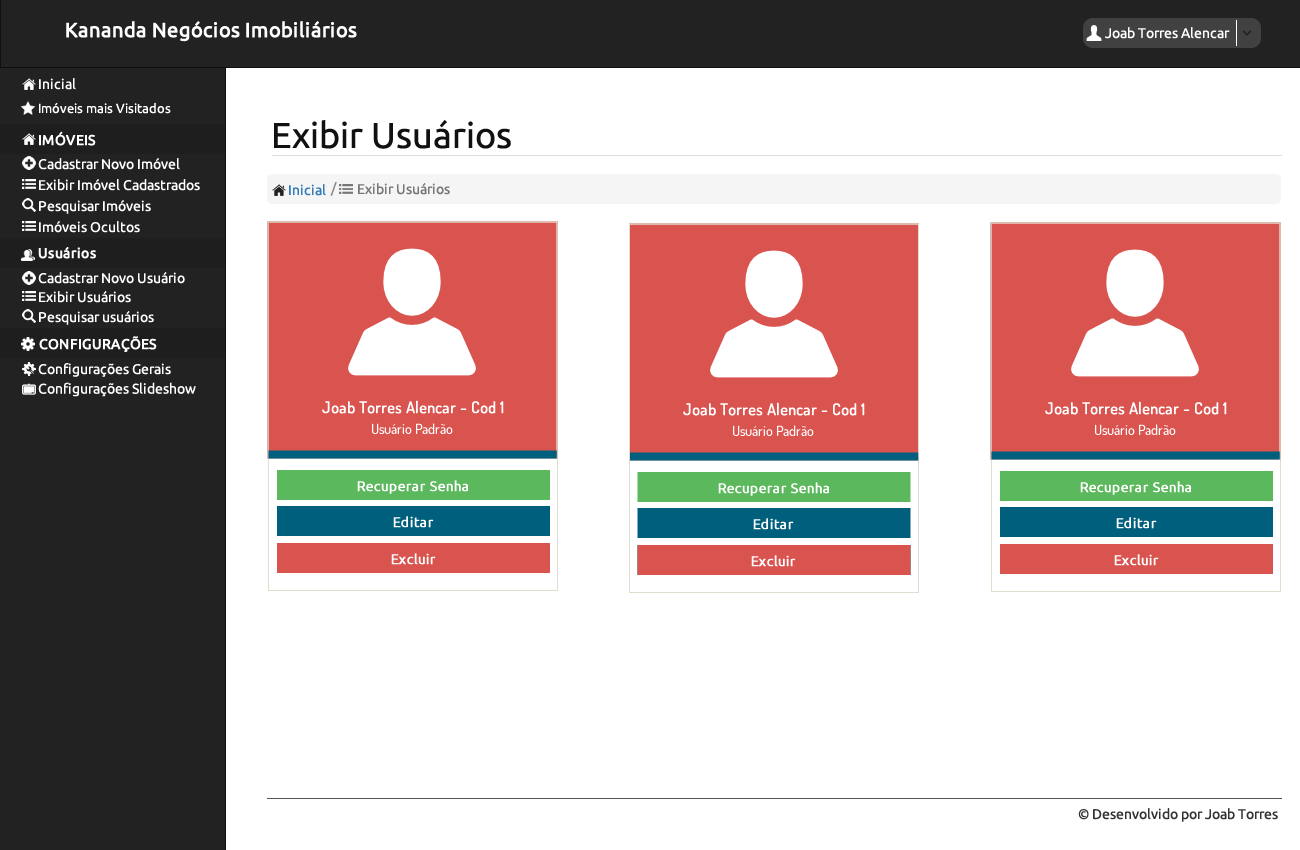 Kananda Negócios Imobiliários
Joab Torres Alencar
Inicial
Imóveis mais Visitados
IMÓVEIS
Cadastrar Novo Imóvel
Exibir Imóvel Cadastrados
Pesquisar Imóveis
Imóveis Ocultos
Usuários
Cadastrar Novo Usuário
Exibir Usuários
Pesquisar usuários
CONFIGURAÇÕES
Configurações Gerais
Configurações Slideshow
Exibir Usuários
Inicial / Exibir Usuários
Joab Torres Alencar - Cod 1
Usuário Padrão
Recuperar Senha
Editar
Excluir
Joab Torres Alencar - Cod 1
Usuário Padrão
Recuperar Senha
Editar
Excluir
Joab Torres Alencar - Cod 1
Usuário Padrão
Recuperar Senha
Editar
Excluir
© Desenvolvido por Joab Torres